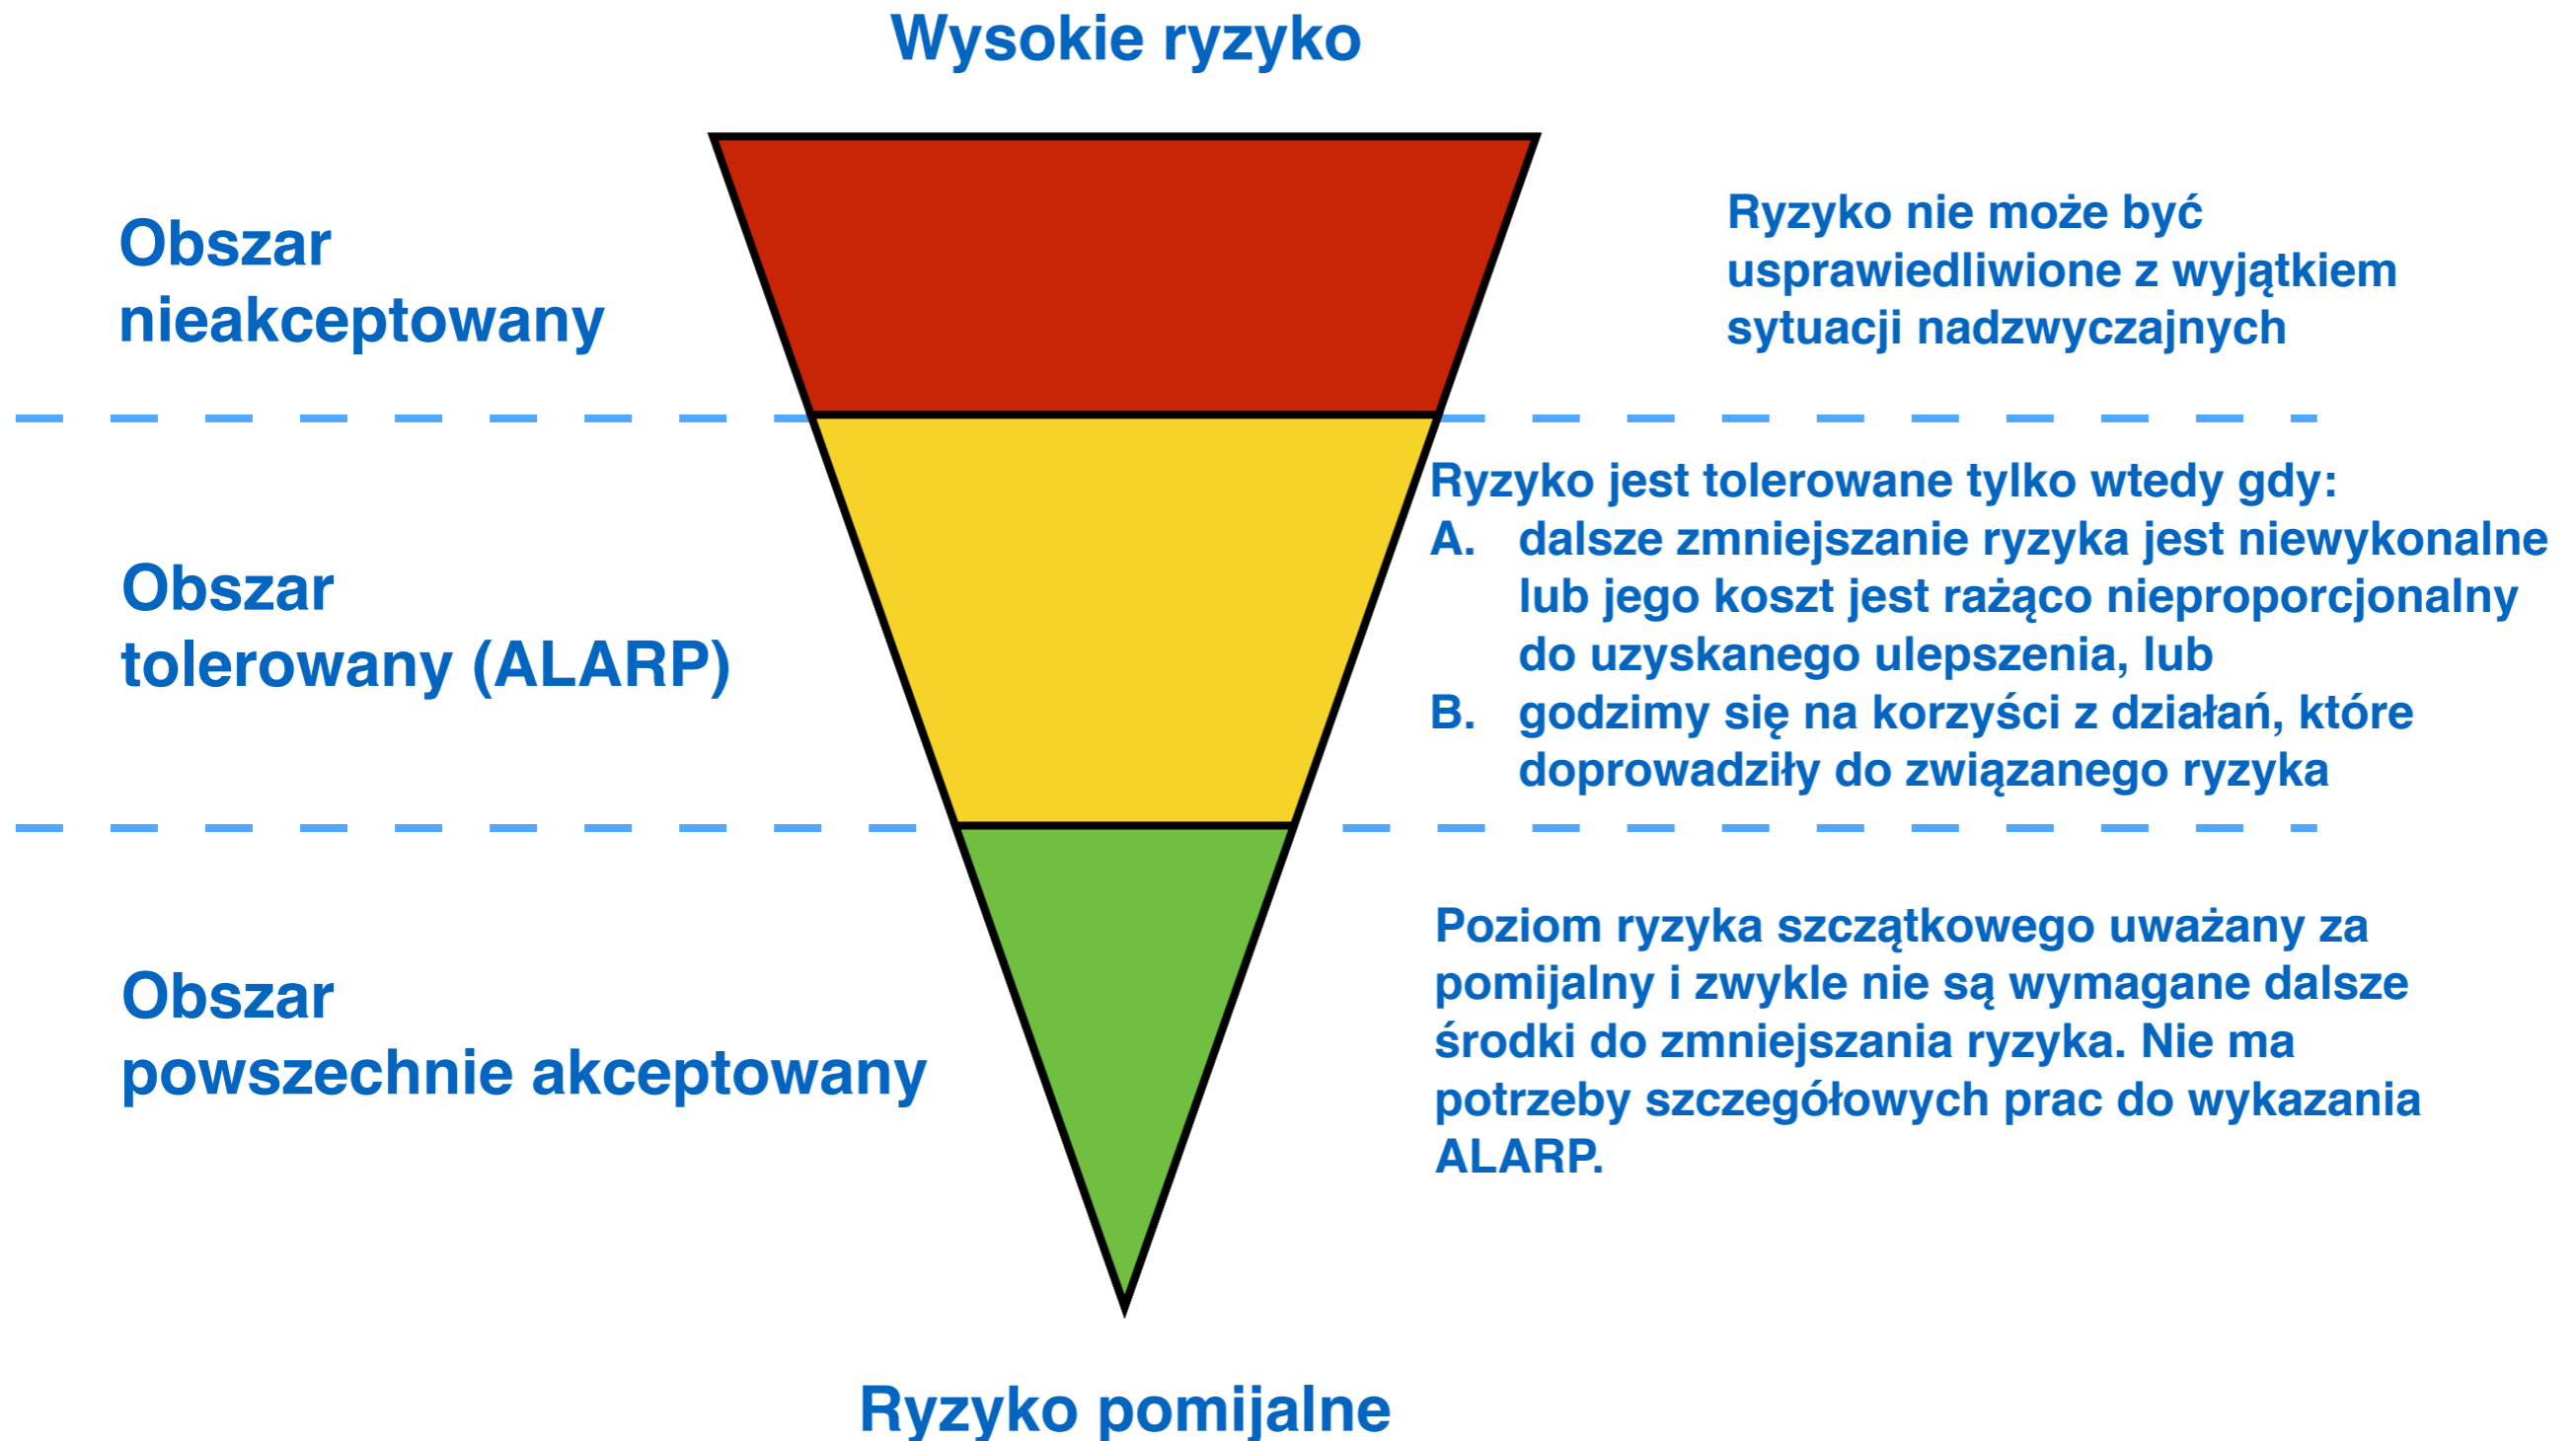 Wysokie ryzyko
Obszar
nieakceptowany
Ryzyko nie może być
usprawiedliwione z wyjątkiem
sytuacji nadzwyczajnych
Obszar
tolerowany (ALARP)
Ryzyko jest tolerowane tylko wtedy gdy:
A. dalsze zmniejszanie ryzyka jest niewykonalne
lub jego koszt jest rażąco nieproporcjonalny
do uzyskanego ulepszenia, lub
B. godzimy się na korzyści z działań, które
doprowadziły do związanego ryzyka
Obszar
powszechnie akceptowany
Poziom ryzyka szczątkowego uważany za
pomijalny i zwykle nie są wymagane dalsze
środki do zmniejszania ryzyka. Nie ma
potrzeby szczegółowych prac do wykazania
ALARP.
Ryzyko pomijalne